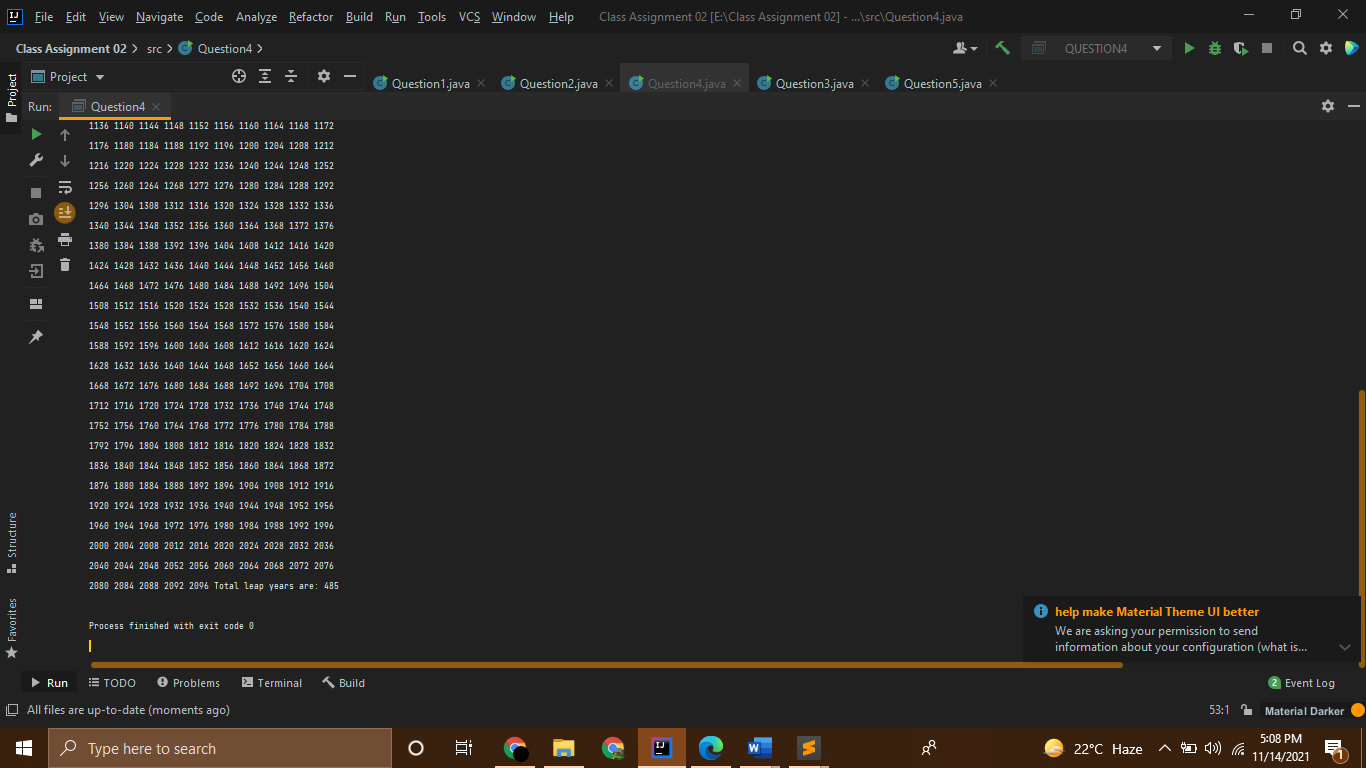 File Edit View Navigate Code Analyze Refactor Build Run Tools VCS Window Help Class Assignment 02 [E:\Class Assignment 02] - ...\src\Question4.java
Class Assignment 02 src Question4 QUESTION4
Project Project Question1.java Question2.java Question4.java Question3.java Question5.java
Run: Question4
1136 1140 1144 1148 1152 1156 1160 1164 1168 1172
1176 1180 1184 1188 1192 1196 1200 1204 1208 1212
1216 1220 1224 1228 1232 1236 1240 1244 1248 1252
1256 1260 1264 1268 1272 1276 1280 1284 1288 1292
1296 1304 1308 1312 1316 1320 1324 1328 1332 1336
1340 1344 1348 1352 1356 1360 1364 1368 1372 1376
1380 1384 1388 1392 1396 1404 1408 1412 1416 1420
1424 1428 1432 1436 1440 1444 1448 1452 1456 1460
1464 1468 1472 1476 1480 1484 1488 1492 1496 1504
1508 1512 1516 1520 1524 1528 1532 1536 1540 1544
1548 1552 1556 1560 1564 1568 1572 1576 1580 1584
1588 1592 1596 1600 1604 1608 1612 1616 1620 1624
1628 1632 1636 1640 1644 1648 1652 1656 1660 1664
1668 1672 1676 1680 1684 1688 1692 1696 1704 1708
1712 1716 1720 1724 1728 1732 1736 1740 1744 1748
1752 1756 1760 1764 1768 1772 1776 1780 1784 1788
1792 1796 1804 1808 1812 1816 1820 1824 1828 1832
1836 1840 1844 1848 1852 1856 1860 1864 1868 1872
1876 1880 1884 1888 1892 1896 1904 1908 1912 1916
1920 1924 1928 1932 1936 1940 1944 1948 1952 1956
1960 1964 1968 1972 1976 1980 1984 1988 1992 1996
2000 2004 2008 2012 2016 2020 2024 2028 2032 2036
2040 2044 2048 2052 2056 2060 2064 2068 2072 2076
2080 2084 2088 2092 2096 Total leap years are: 485
Process finished with exit code 0
Structure
Favorites
help make Material Theme UI better
We are asking your permission to send
information about your configuration (what is...
Run TODO Problems Terminal Build 2 Event Log
All files are up-to-date (moments ago) 53:1 Material Darker
Type here to search 22°C Haze 5:08 PM
11/14/2021 1